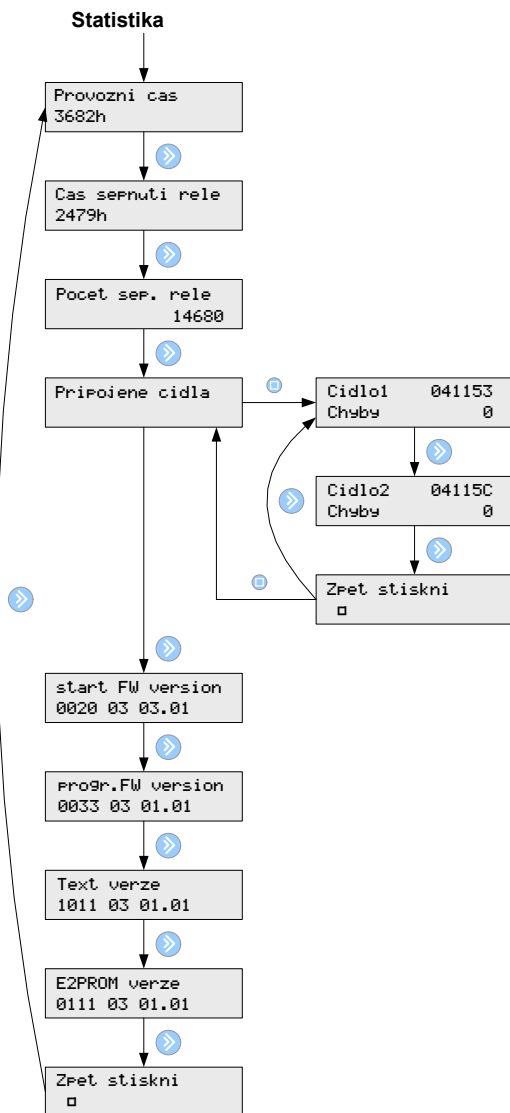 Statistika
Provozni cas
3682h
Cas sepnuti rele
2479h
Pocet sep. rele
14680
Pripojene cidla
Cidlo1 041153
Chyby 0
Cidlo2 04115C
Chyby 0
Zpet stiskni
start FW version
0020 03 03.01
progr.FW version
0033 03 01.01
Text verze
1011 03 01.01
E2PROM verze
0111 03 01.01
Zpet stiskni